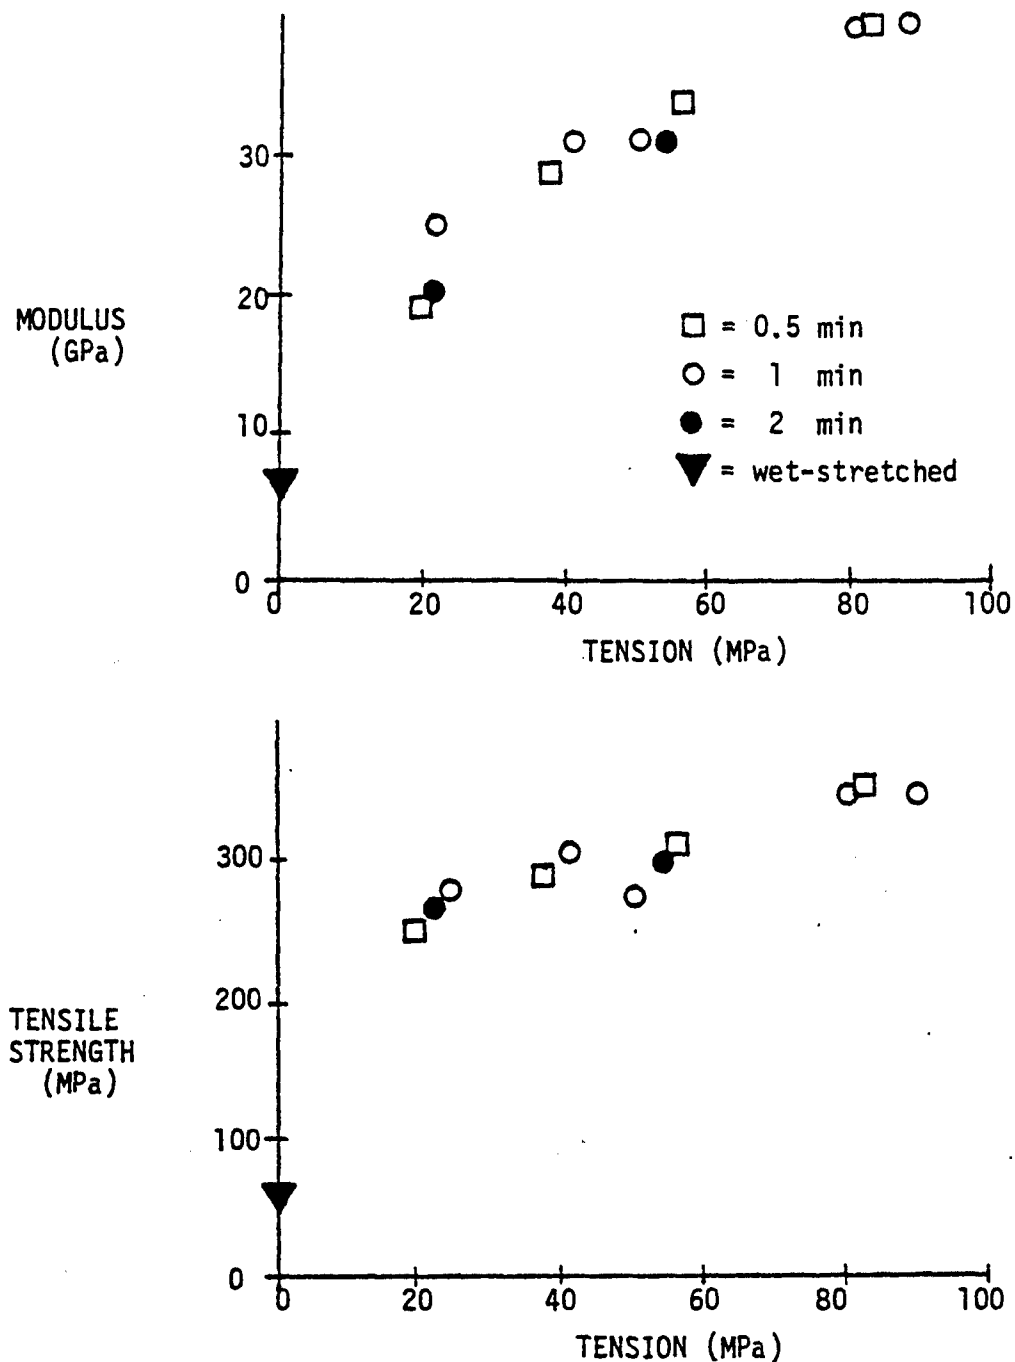 30
20
MODULUS
(GPa)
10
0
□ = 0.5 min
○ = 1 min
● = 2 min
▼ = wet-stretched
0 20 40 60 80 100
TENSION (MPa)
300
200
TENSILE
STRENGTH
(MPa)
100
0
0 20 40 60 80 100
TENSION (MPa)